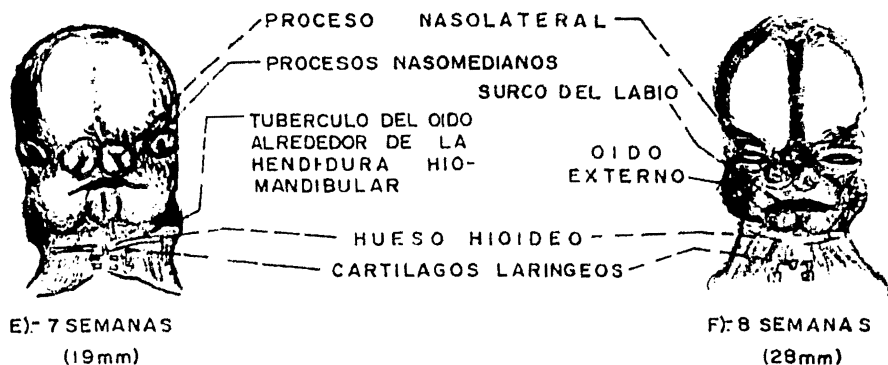 PROCESO NASOLATERAL
PROCESOS NASOMEDIANOS
SURCO DEL LABIO
TUBERCULO DEL OIDO
ALREDEDOR DE LA
HENDIDURA HIO-
MANDIBULAR
OIDO
EXTERNO
HUESO HIOIDEO
CARTILAGOS LARINGEOS
E).- 7 SEMANAS
(19mm)
F).- 8 SEMANAS
(28mm)